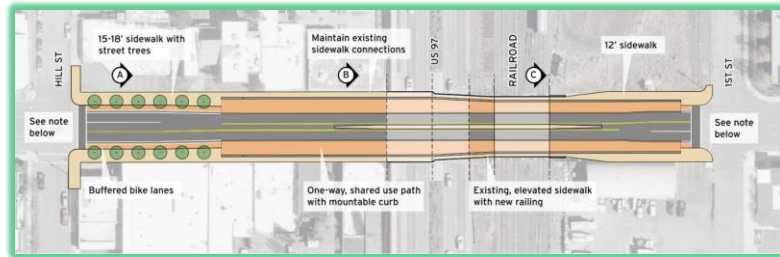 15-18' sidewalk with
street trees
Maintain existing
sidewalk connections
12' sidewalk
HILL ST
A
B
US 97
RAILROAD
C
1ST ST
See note
below
See note
below
Buffered bike lanes
One-way, shared use path
with mountable curb
Existing, elevated sidewalk
with new railing